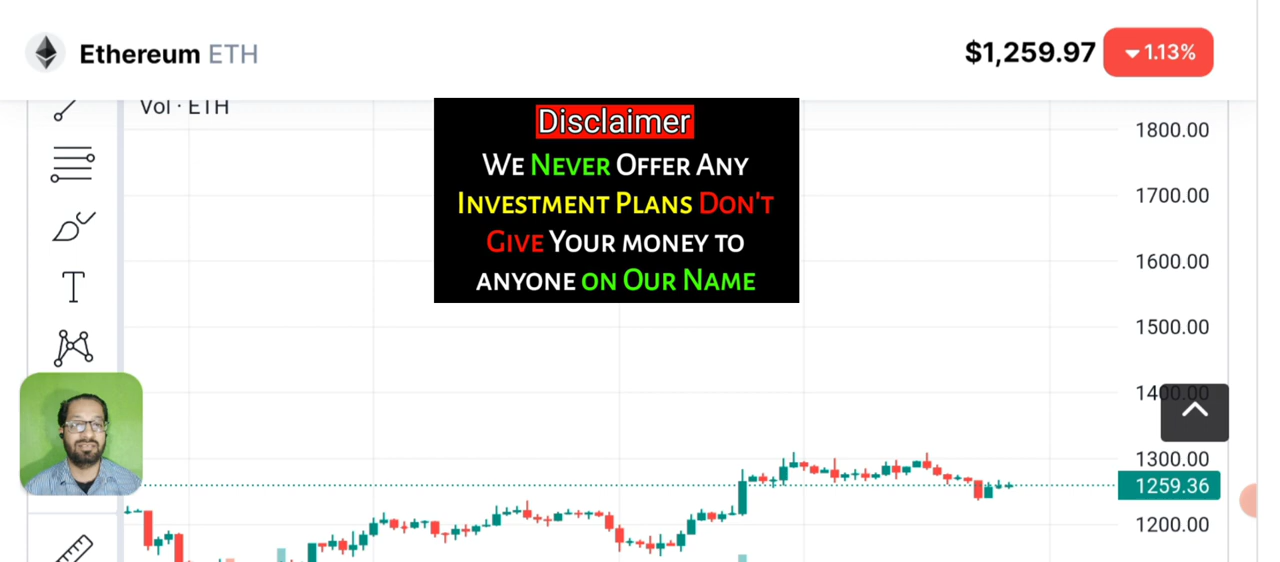 Ethereum ETH
$1,259.97
1.13%
Vol · ETH
Disclaimer
We Never Offer Any
Investment Plans Don't
Give Your money to
anyone on Our Name
1800.00
1700.00
1600.00
1500.00
1400.00
1300.00
1259.36
1200.00
T